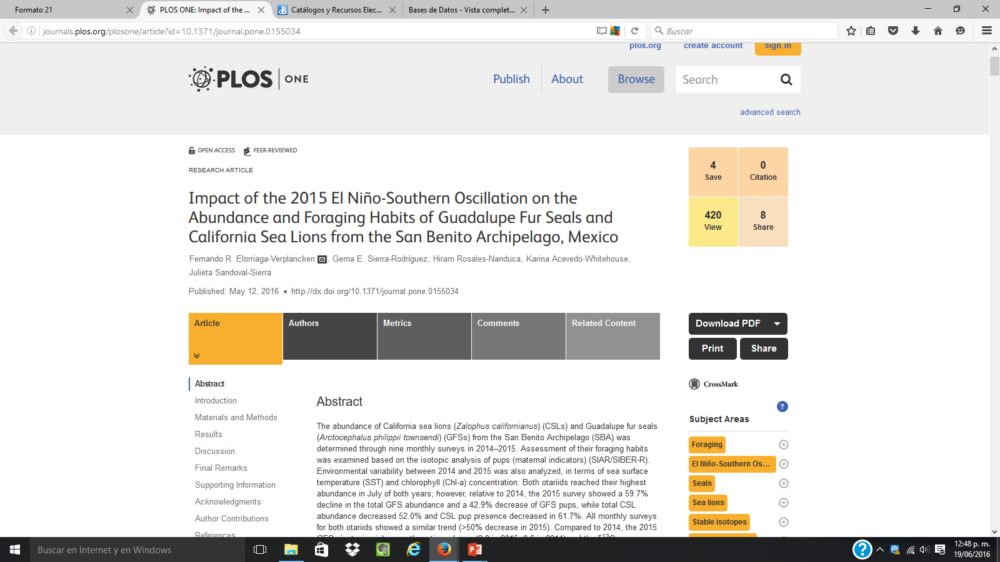 Formato 21
PLOS ONE: Impact of the ...
Catálogos y Recursos Elec...
Bases de Datos - Vista complet...
journals.plos.org/plosone/article?id=10.1371/journal.pone.0155034
Buscar
plos.org
create account
sign in
PLOS ONE
Publish
About
Browse
Search
advanced search
OPEN ACCESS
PEER-REVIEWED
RESEARCH ARTICLE
Impact of the 2015 El Niño-Southern Oscillation on the
Abundance and Foraging Habits of Guadalupe Fur Seals and
California Sea Lions from the San Benito Archipelago, Mexico
Fernando R. Elorriaga-Verplancken , Gema E. Sierra-Rodríguez, Hiram Rosales-Nanduca, Karina Acevedo-Whitehouse,
Julieta Sandoval-Sierra
Published: May 12, 2016 • http://dx.doi.org/10.1371/journal.pone.0155034
4
Save
0
Citation
420
View
8
Share
Article
Authors
Metrics
Comments
Related Content
Download PDF
Print
Share
CrossMark
Abstract
Introduction
Materials and Methods
Results
Discussion
Final Remarks
Supporting Information
Acknowledgments
Author Contributions
References
Abstract
The abundance of California sea lions (Zalophus californianus) (CSLs) and Guadalupe fur seals
(Arctocephalus philippii townsendi) (GFSs) from the San Benito Archipelago (SBA) was
determined through nine monthly surveys in 2014–2015. Assessment of their foraging habits
was examined based on the isotopic analysis of pups (maternal indicators) (SIAR/SIBER-R).
Environmental variability between 2014 and 2015 was also analyzed, in terms of sea surface
temperature (SST) and chlorophyll (Chl-a) concentration. Both otariids reached their highest
abundance in July of both years; however, relative to 2014, the 2015 survey showed a 59.7%
decline in the total GFS abundance and a 42.9% decrease of GFS pups, while total CSL
abundance decreased 52.0% and CSL pup presence decreased in 61.7%. All monthly surveys
for both otariids showed a similar trend (>50% decrease in 2015). Compared to 2014, the 2015
?
Subject Areas
Foraging
El Niño-Southern Os...
Seals
Sea lions
Stable isotopes
Buscar en Internet y en Windows
12:48 p. m.
19/06/2016